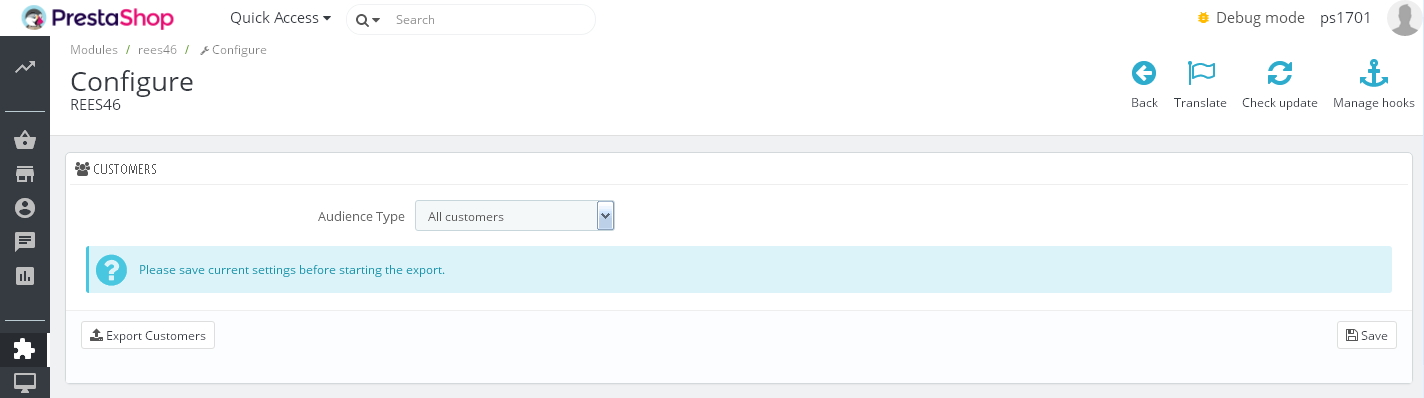 PrestaShop Quick Access Search Debug mode ps1701
Modules / rees46 / Configure
Configure
REES46
Back Translate Check update Manage hooks
CUSTOMERS
Audience Type All customers
? Please save current settings before starting the export.
Export Customers Save